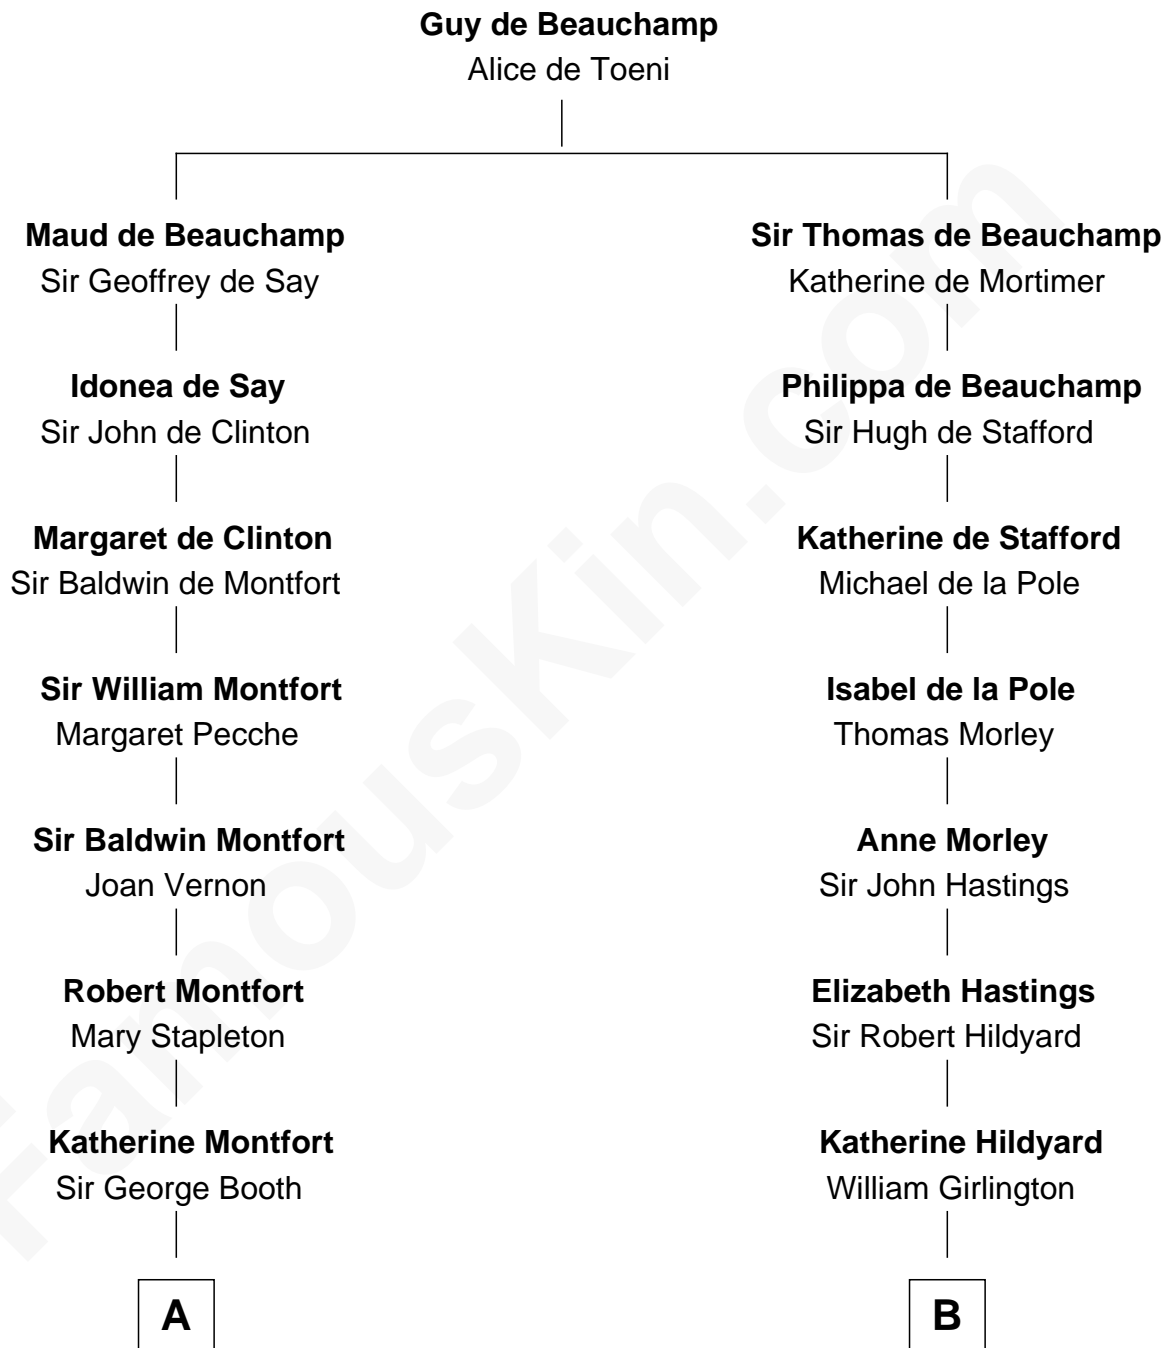 Guy de Beauchamp
Alice de Toeni
Maud de Beauchamp
Sir Geoffrey de Say
Idonea de Say
Sir John de Clinton
Margaret de Clinton
Sir Baldwin de Montfort
Sir William Montfort
Margaret Pecche
Sir Baldwin Montfort
Joan Vernon
Robert Montfort
Mary Stapleton
Katherine Montfort
Sir George Booth
A
Sir Thomas de Beauchamp
Katherine de Mortimer
Philippa de Beauchamp
Sir Hugh de Stafford
Katherine de Stafford
Michael de la Pole
Isabel de la Pole
Thomas Morley
Anne Morley
Sir John Hastings
Elizabeth Hastings
Sir Robert Hildyard
Katherine Hildyard
William Girlington
B
FamousKin.com